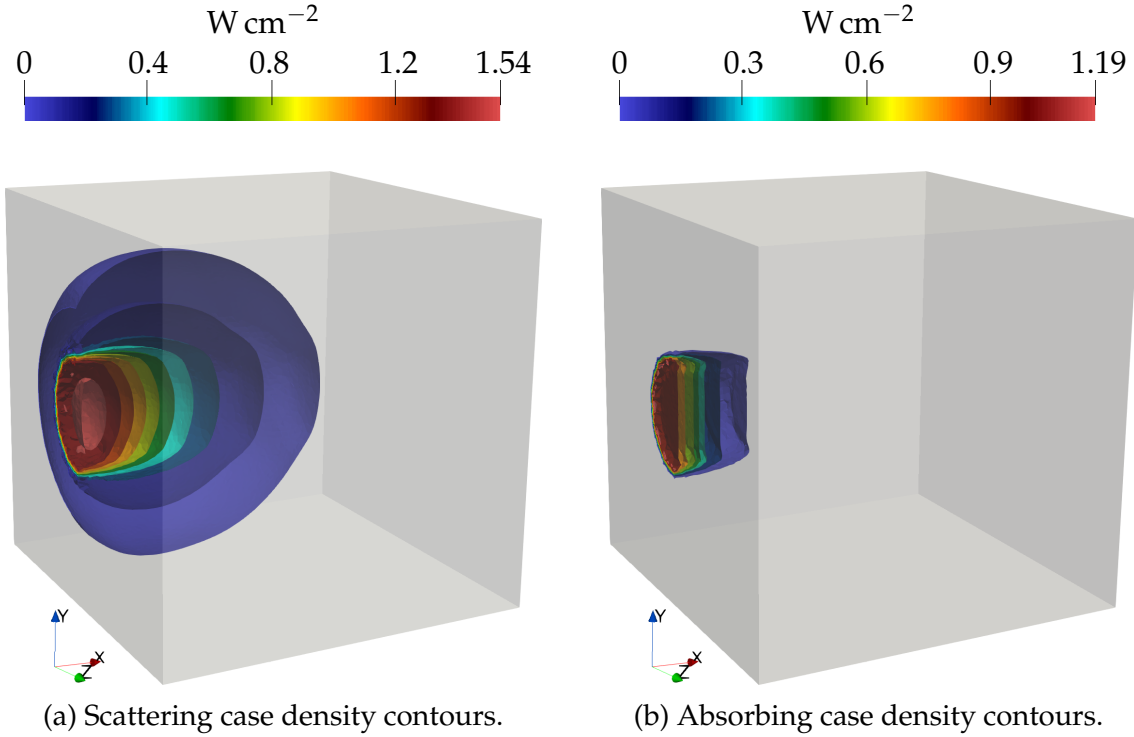 W cm−2 W cm−2
0 0.4 0.8 1.2 1.54 0 0.3 0.6 0.9 1.19
Y X Z Y X Z
(a) Scattering case density contours. (b) Absorbing case density contours.